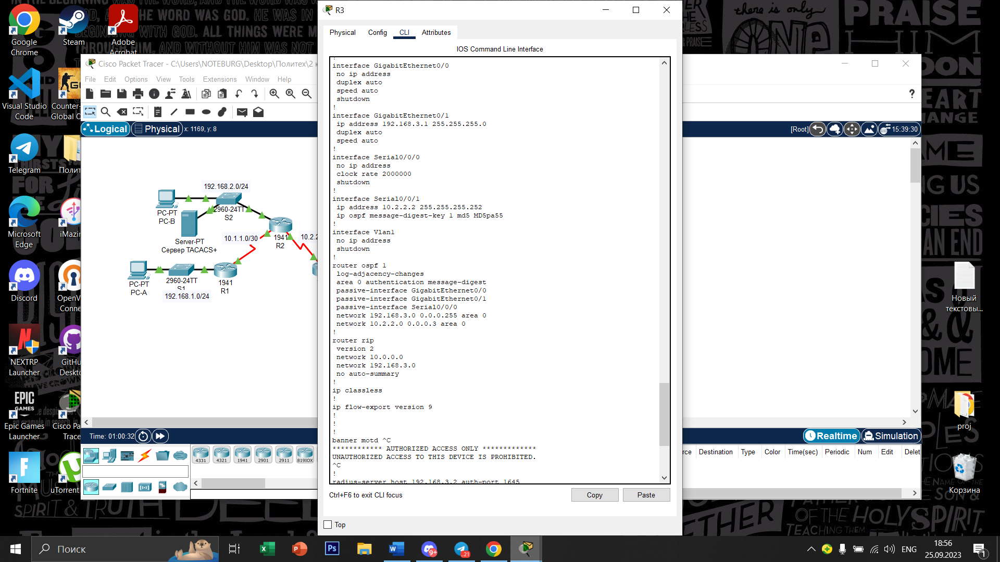 Google Chrome
Steam
Adobe Acrobat
Visual Studio Code
Counter-
Global O
Telegram
Полит
Microsoft Edge
iMazin
Discord
OpenV
Conne
NEXTRP Launcher
GitHu
Deskto
EPIC GAMES
Epic Games Launcher
Cisco Pa
Trace
Fortnite
uTorrent
Cisco Packet Tracer - C:\Users\NOTEBURG\Desktop\Политех\2 к
File Edit Options View Tools Extensions Window Help
Logical Physical x: 1169, y: 8
[Root] 15:39:30
192.168.2.0/24
PC-PT
PC-B
2960-24TT
S2
Server-PT
Сервер TACACS+
10.1.1.0/30
1941
R2
10.2.2
PC-PT
PC-A
2960-24TT
S1
192.168.1.0/24
1941
R1
Time: 01:00:32
Realtime Simulation
4331 4321 1941 2901 2911 819IOX
rce Destination Type Color Time(sec) Periodic Num Edit Delet
R3
Physical Config CLI Attributes
IOS Command Line Interface
!
interface GigabitEthernet0/0
no ip address
duplex auto
speed auto
shutdown
!
interface GigabitEthernet0/1
ip address 192.168.3.1 255.255.255.0
duplex auto
speed auto
!
interface Serial0/0/0
no ip address
clock rate 2000000
shutdown
!
interface Serial0/0/1
ip address 10.2.2.2 255.255.255.252
ip ospf message-digest-key 1 md5 MD5pa55
!
interface Vlan1
no ip address
shutdown
!
router ospf 1
log-adjacency-changes
area 0 authentication message-digest
passive-interface GigabitEthernet0/0
passive-interface GigabitEthernet0/1
passive-interface Serial0/0/0
network 192.168.3.0 0.0.0.255 area 0
network 10.2.2.0 0.0.0.3 area 0
!
router rip
version 2
network 10.0.0.0
network 192.168.3.0
no auto-summary
!
ip classless
!
ip flow-export version 9
!
!
!
banner motd ^C
************ AUTHORIZED ACCESS ONLY *************
UNAUTHORIZED ACCESS TO THIS DEVICE IS PROHIBITED.
^C
!
radius-server host 192.168.3.2 auth-port 1645
Ctrl+F6 to exit CLI focus
Copy Paste
Top
Новый текстовы...
proj
Корзина
Поиск
9+
..21
ENG
18:56
25.09.2023
1